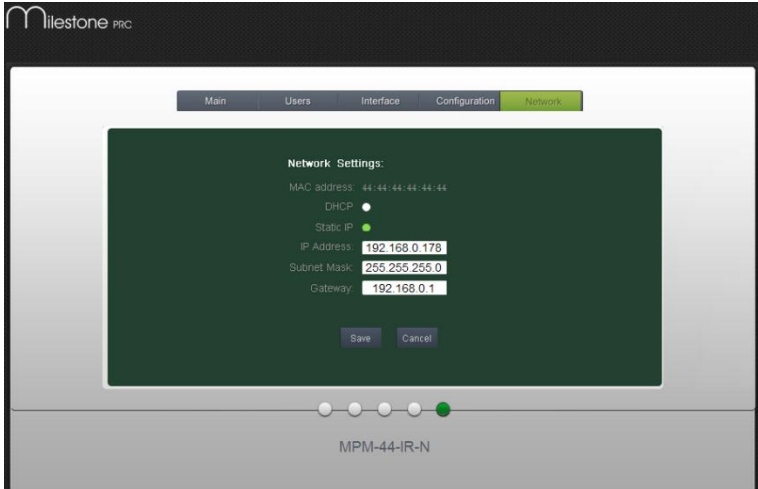 Milestone PRO
Main Users Interface Configuration Network
Network Settings:
MAC address: 44:44:44:44:44:44
DHCP
Static IP
IP Address: 192.168.0.178
Subnet Mask: 255.255.255.0
Gateway: 192.168.0.1
Save Cancel
MPM-44-IR-N